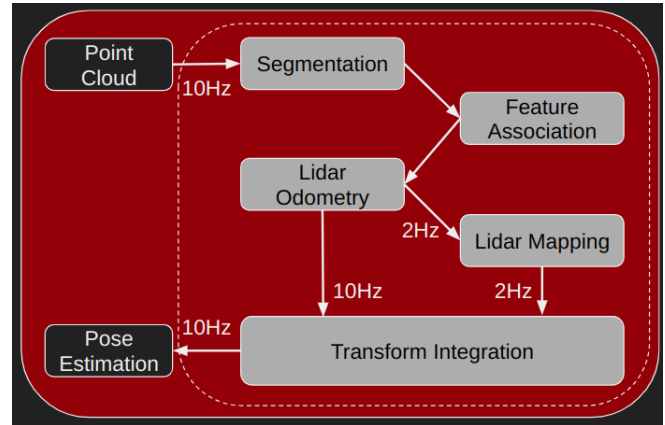 Point
Cloud
10Hz
Segmentation
Feature
Association
Lidar
Odometry
2Hz
Lidar Mapping
10Hz
2Hz
10Hz
Pose
Estimation
Transform Integration